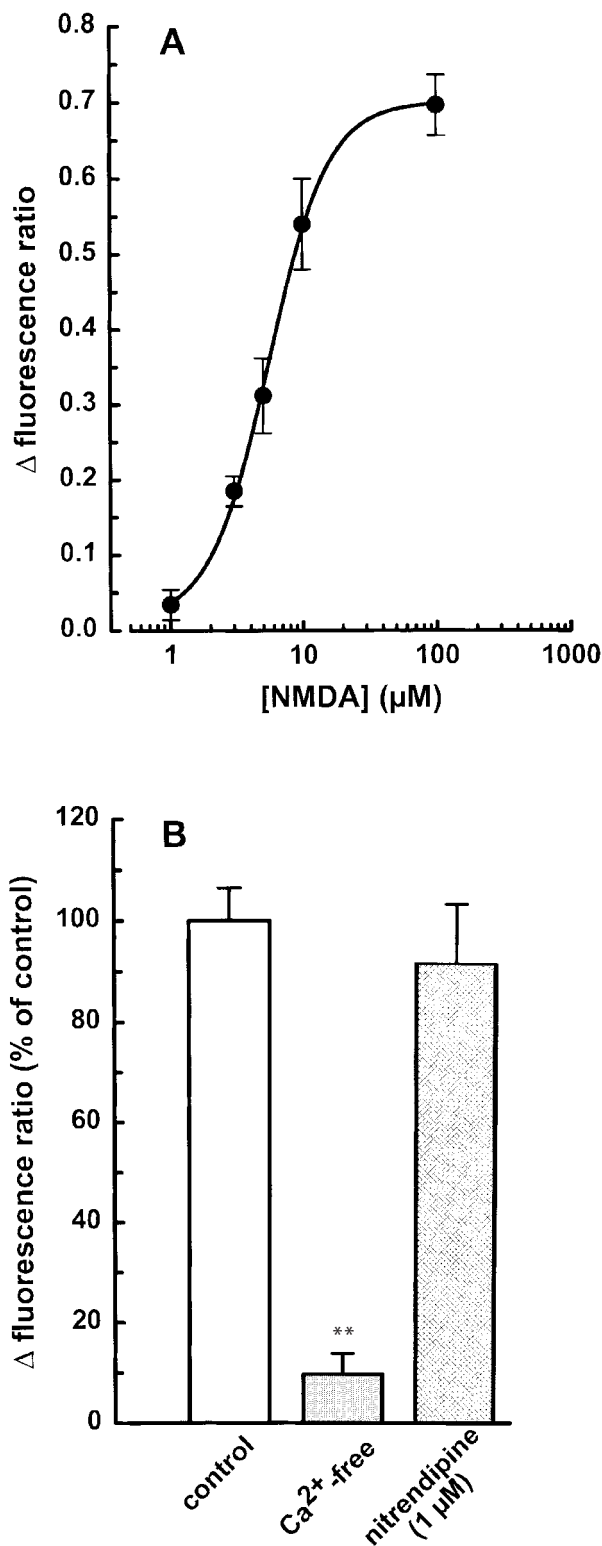 A
0.8
0.7
0.6
0.5
0.4
0.3
0.2
0.1
0.0
Δ fluorescence ratio
1 10 100 1000
[NMDA] (μM)
B
120
100
80
60
40
20
0
Δ fluorescence ratio (% of control)
**
control
Ca2+ -free
nitrendipine
(1 μM)